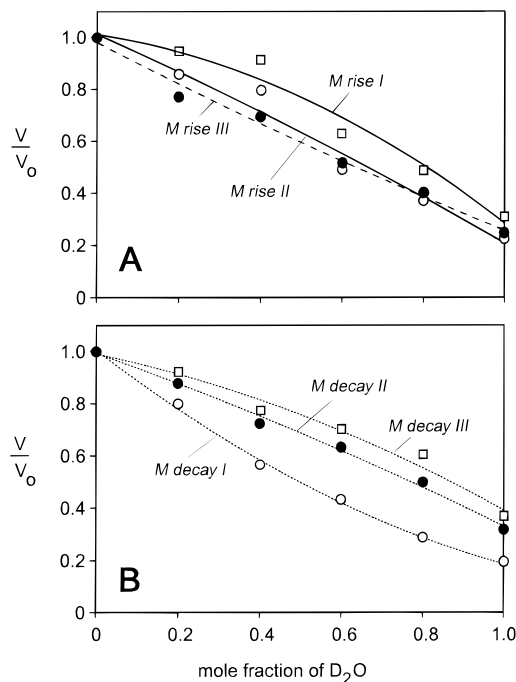 1.0
0.8
0.6
0.4
0.2
0
V
V₀
M rise I
M rise III
M rise II
A
1.0
0.8
0.6
0.4
0.2
0
V
V₀
M decay II
M decay III
M decay I
B
0 0.2 0.4 0.6 0.8 1.0
mole fraction of D₂O